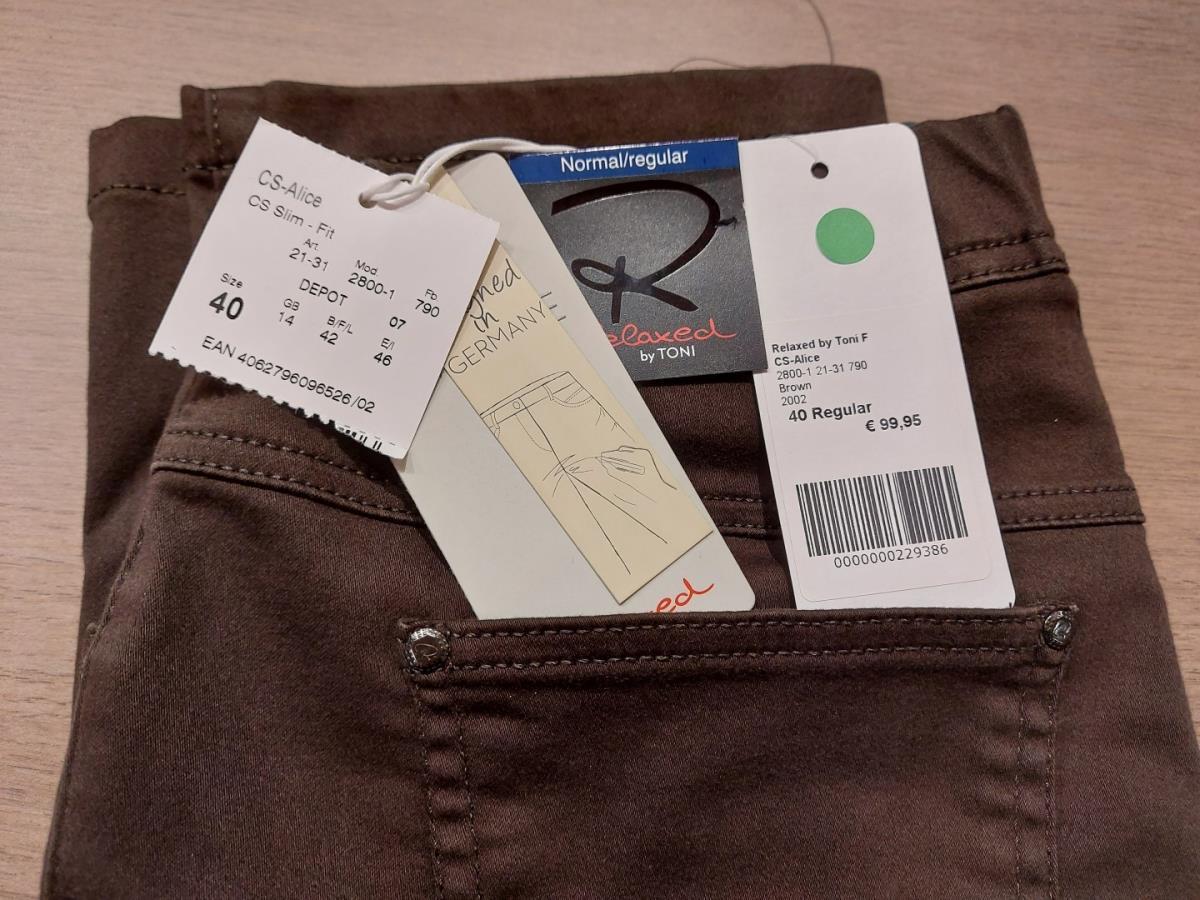 CS-Alice
CS Slim - Fit
Art Mod Fb
21-31 2800-1 790
DEPOT 07
Size GB B/F/L E/I
40 14 42 46
EAN 4062796096526 /02
in
GERMANY
Normal/regular
R
by TONI
Relaxed by Toni F
CS-Alice
2800-1 21-31 790
Brown
2002
40 Regular
€ 99,95
0000000229386